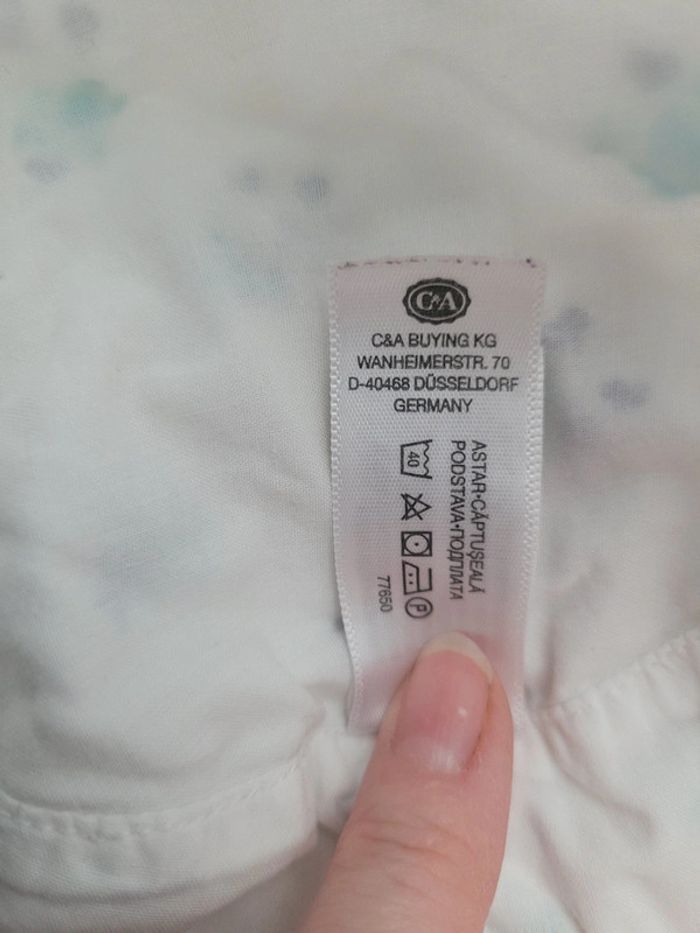 C&A
C&A BUYING KG
WANHEIMERSTR. 70
D-40468 DÜSSELDORF
GERMANY
ASTAR•CĂPTUŞEALĂ
PODSTAVA•ПОДПЛАТА
40
P
77650